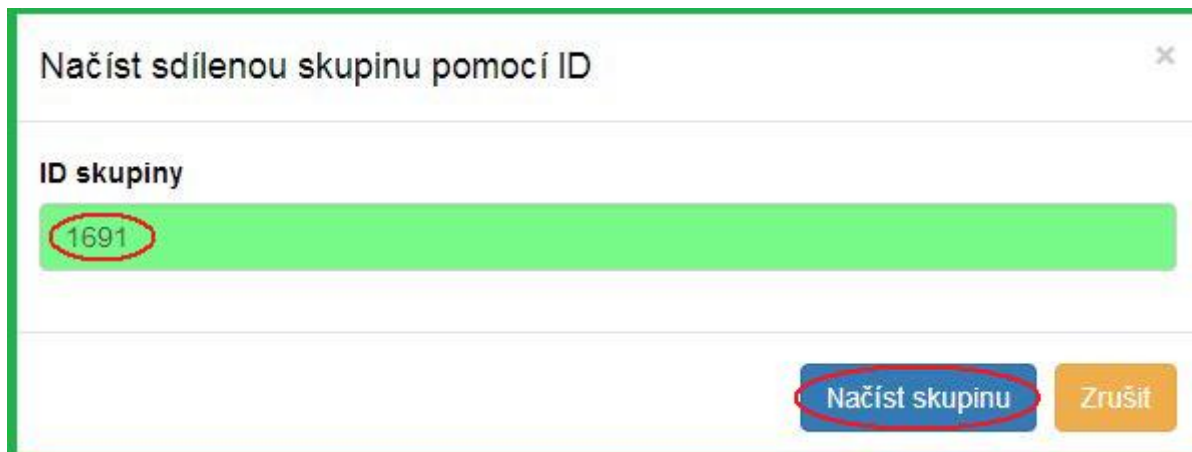 Načíst sdílenou skupinu pomocí ID
×
ID skupiny
1691
Načíst skupinu
Zrušit